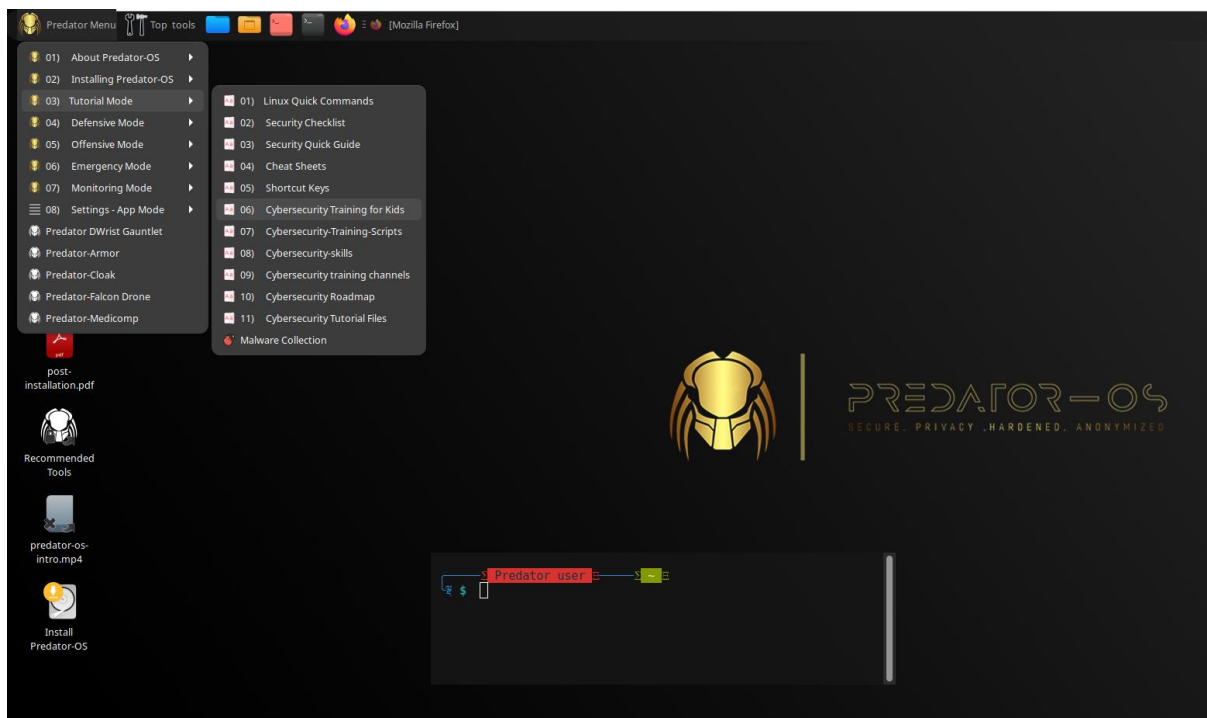 Predator Menu Top tools [Mozilla Firefox]
01) About Predator-OS
02) Installing Predator-OS
03) Tutorial Mode
04) Defensive Mode
05) Offensive Mode
06) Emergency Mode
07) Monitoring Mode
08) Settings - App Mode
Predator DWrist Gauntlet
Predator-Armor
Predator-Cloak
Predator-Falcon Drone
Predator-Medicomp
01) Linux Quick Commands
02) Security Checklist
03) Security Quick Guide
04) Cheat Sheets
05) Shortcut Keys
06) Cybersecurity Training for Kids
07) Cybersecurity-Training-Scripts
08) Cybersecurity-skills
09) Cybersecurity training channels
10) Cybersecurity Roadmap
11) Cybersecurity Tutorial Files
Malware Collection
pdf
post-
installation.pdf
Recommended
Tools
predator-os-
intro.mp4
Install
Predator-OS
PREDATOR-OS
SECURE. PRIVACY .HARDENED. ANONYMIZED
Predator user ~
$